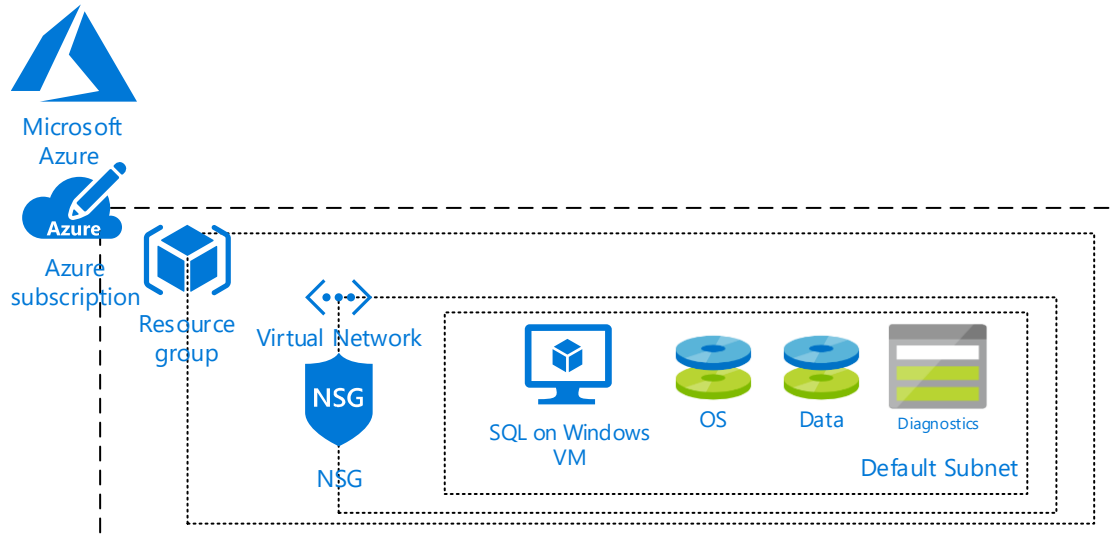 Microsoft
Azure
Azure
Azure
subscription
Resource
group
Virtual Network
NSG
NSG
SQL on Windows
VM
OS
Data
Diagnostics
Default Subnet